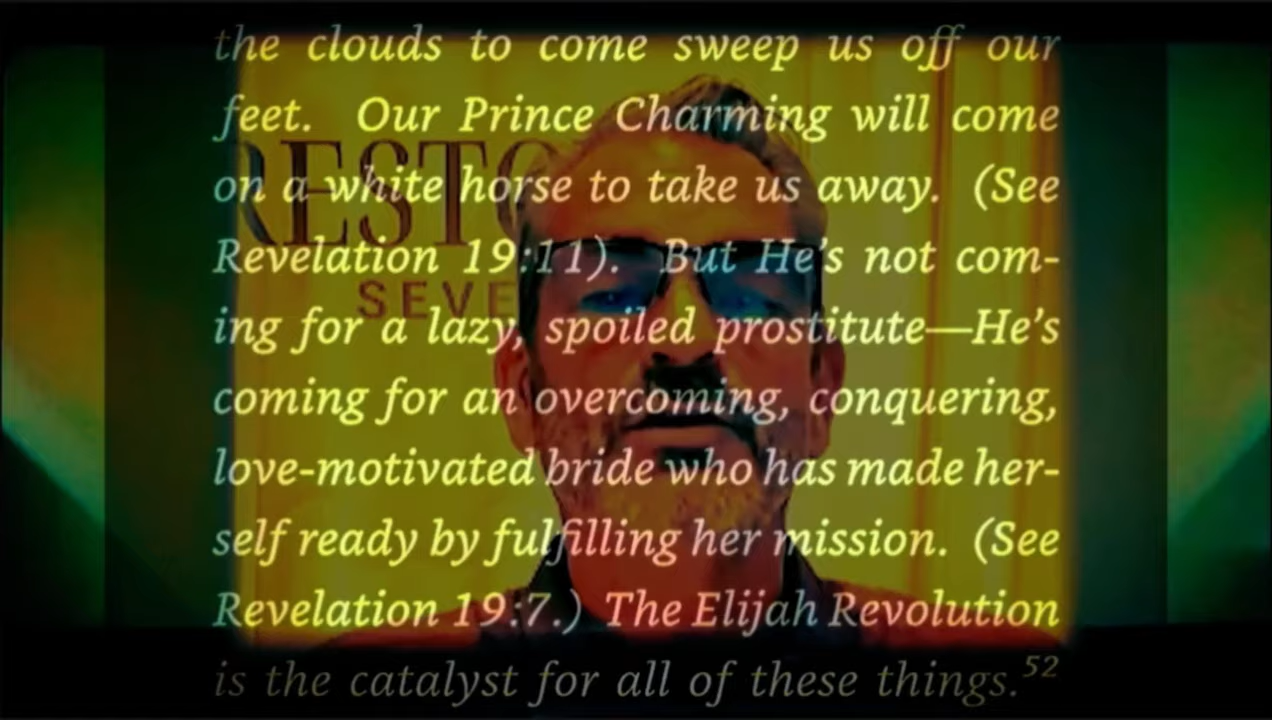 the clouds to come sweep us off our
feet. Our Prince Charming will come
on a white horse to take us away. (See
Revelation 19:11). But He's not com-
ing for a lazy, spoiled prostitute—He's
coming for an overcoming, conquering,
love-motivated bride who has made her-
self ready by fulfilling her mission. (See
Revelation 19:7.) The Elijah Revolution
is the catalyst for all of these things.52
RESTO
SEVE